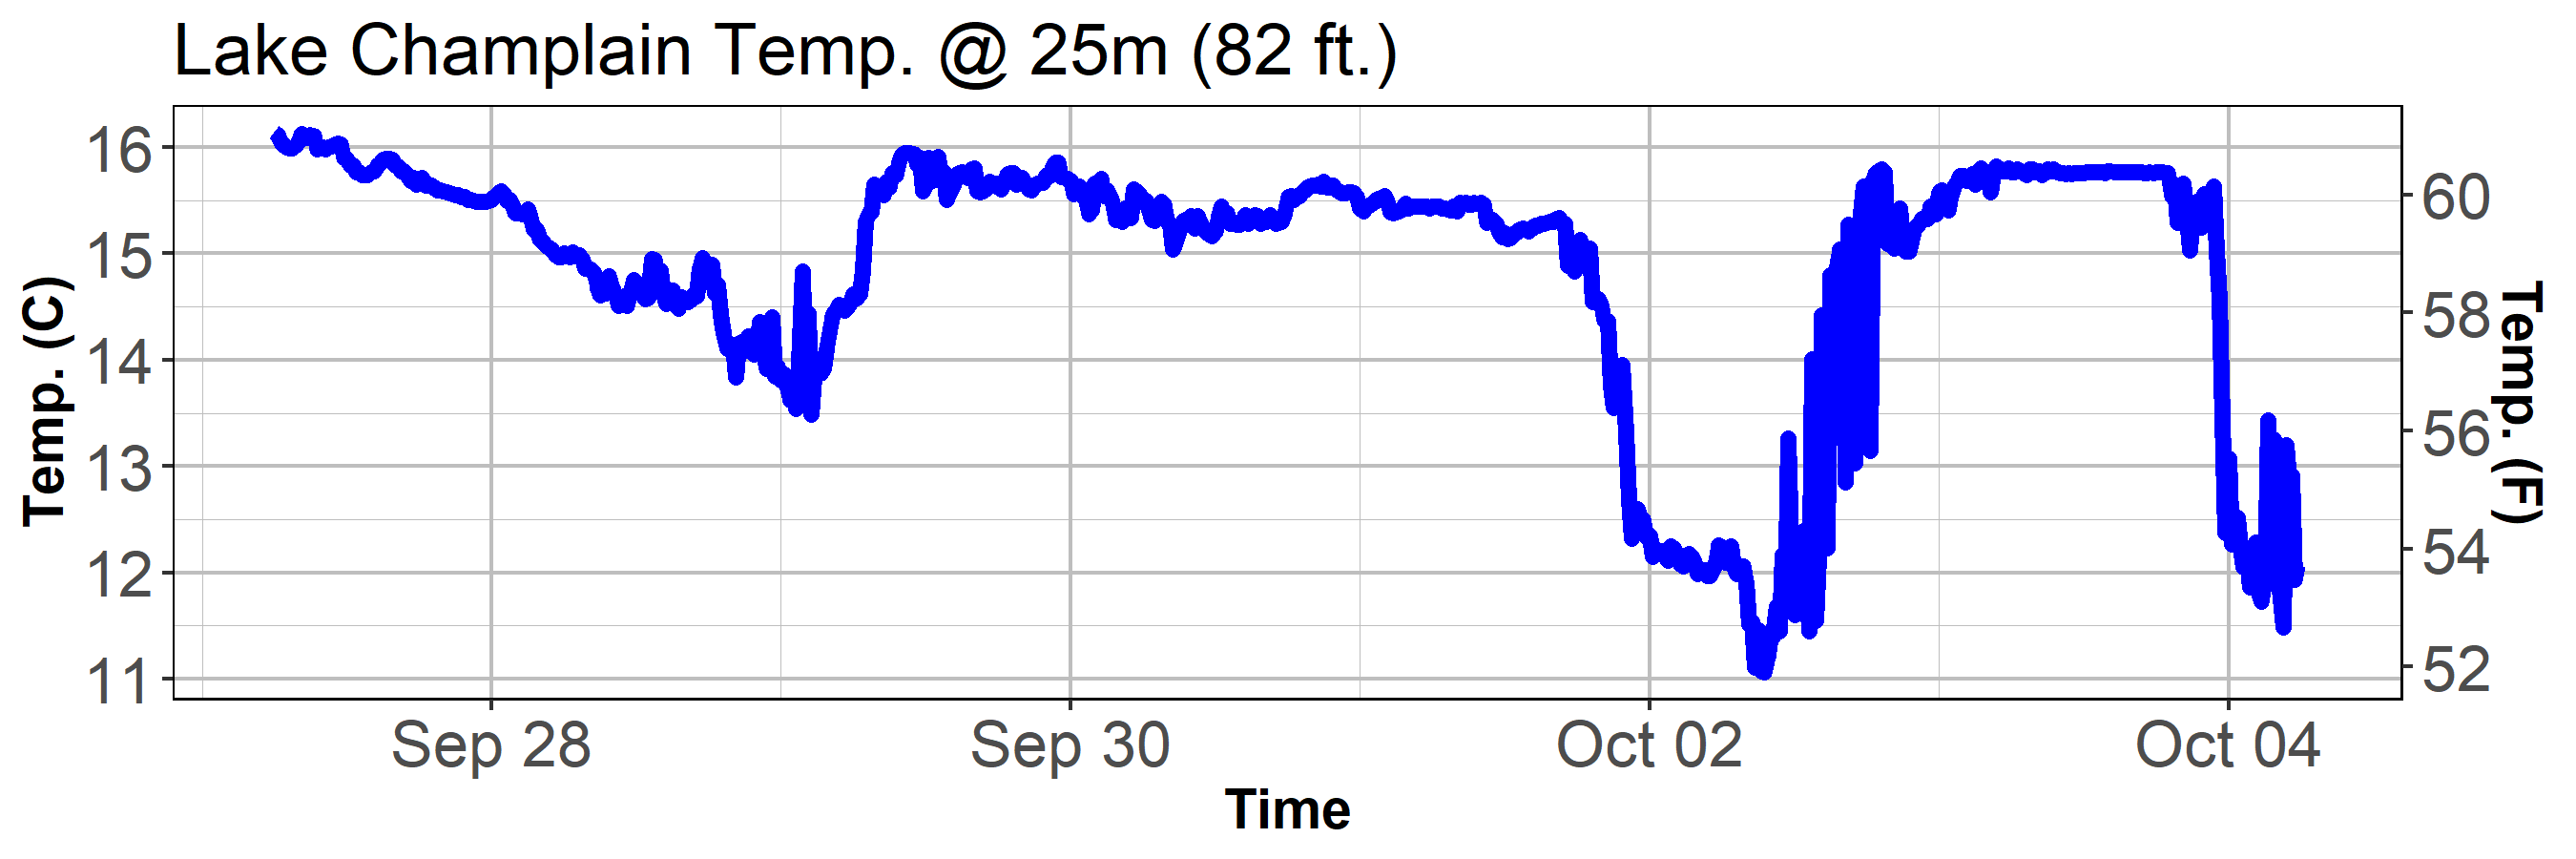 Lake Champlain Temp. @ 25m (82 ft.)
Temp. (C)
16
15
14
13
12
11
60
58
56
54
52
Temp. (F)
Sep 28 Sep 30 Oct 02 Oct 04
Time